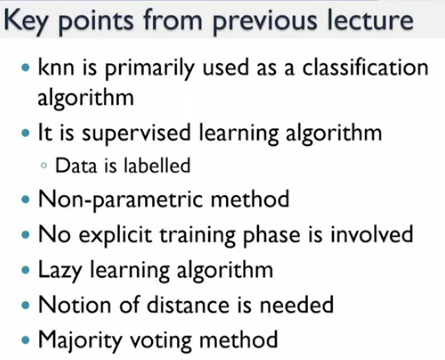 Key points from previous lecture
• knn is primarily used as a classification
algorithm
• It is supervised learning algorithm
◦ Data is labelled
• Non-parametric method
• No explicit training phase is involved
• Lazy learning algorithm
• Notion of distance is needed
• Majority voting method